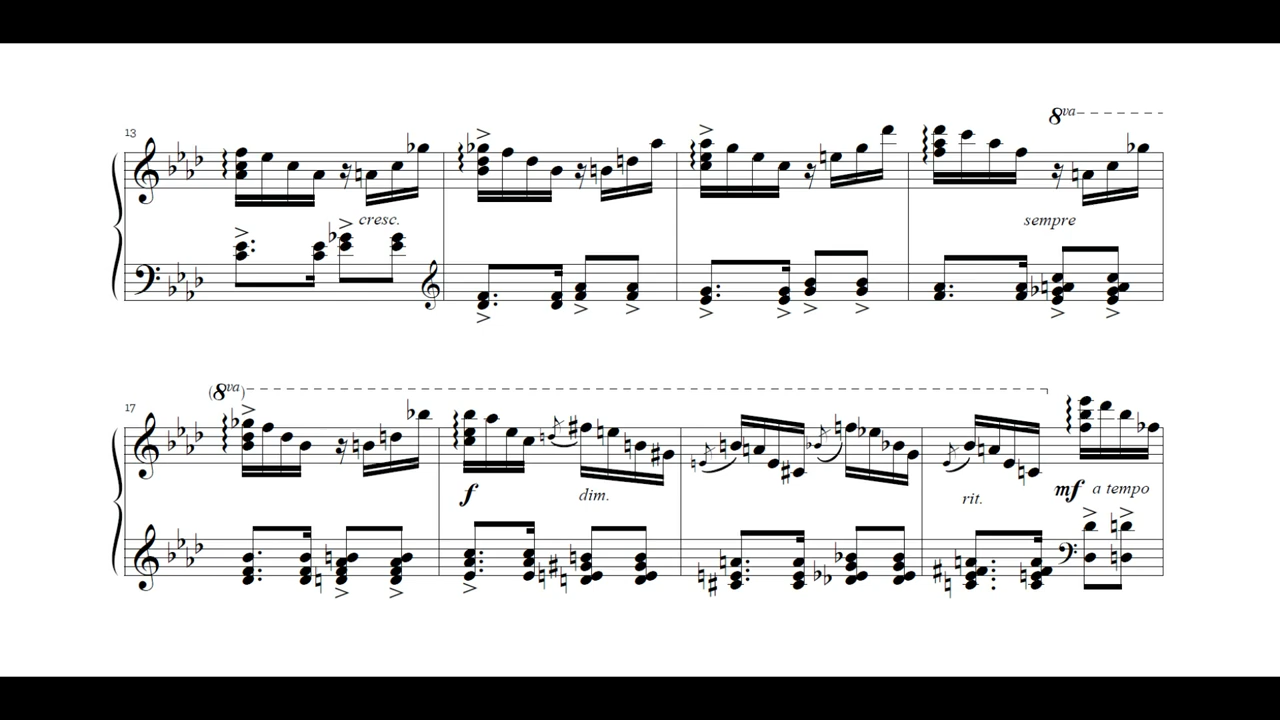 8va
13
cresc.
sempre
(8va)
17
f
dim.
rit.
mf a tempo